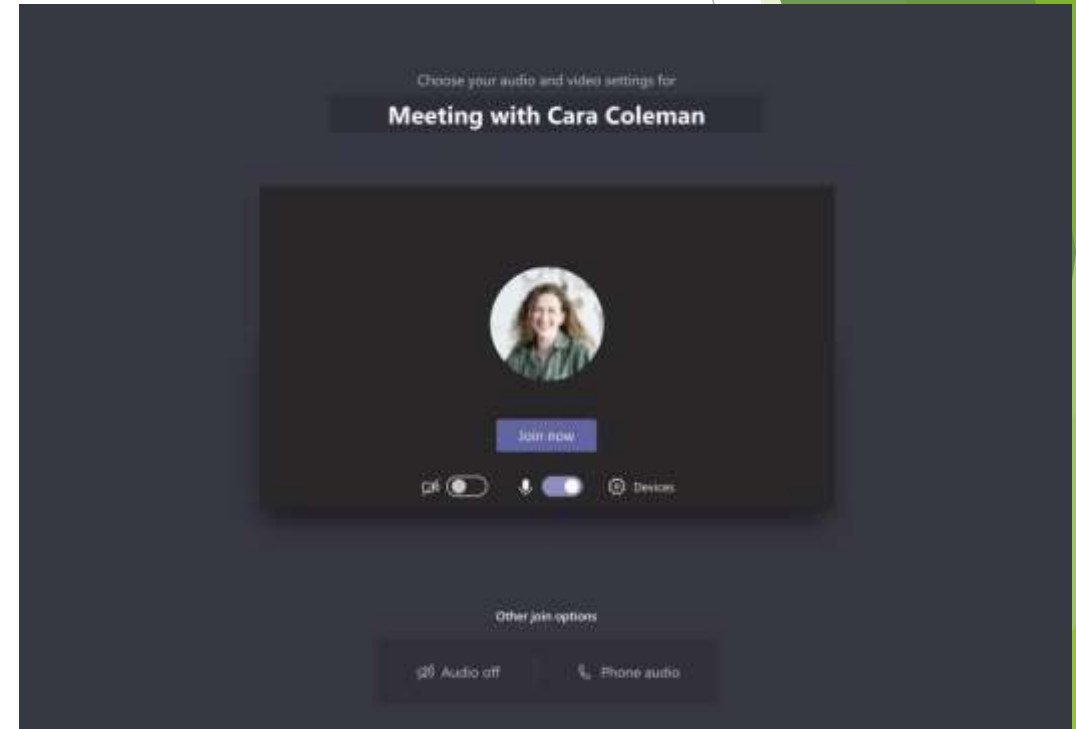 Choose your audio and video settings for
Meeting with Cara Coleman
Join now
Devices
Other join options
Audio off
Phone audio